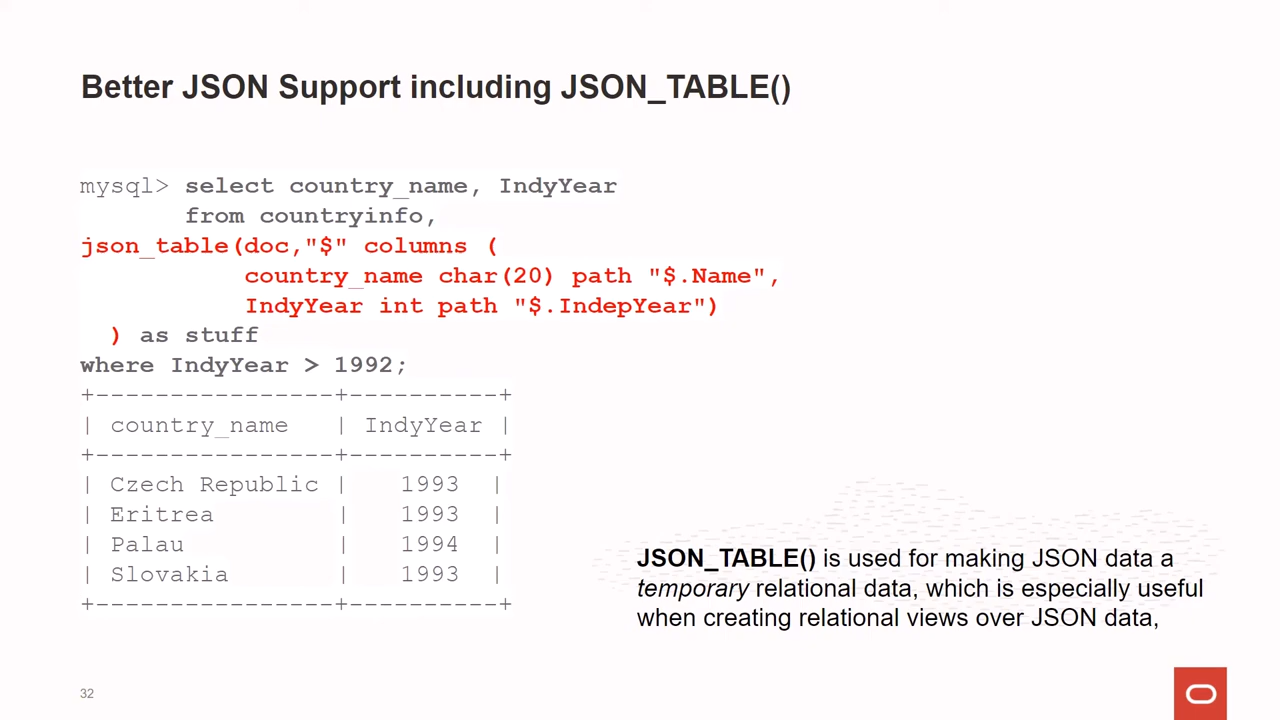 Better JSON Support including JSON_TABLE()
mysql> select country_name, IndyYear
from countryinfo,
json_table(doc,"$" columns (
country_name char(20) path "$.Name",
IndyYear int path "$.IndepYear")
) as stuff
where IndyYear > 1992;
+----------------+----------+
| country_name | IndyYear |
+----------------+----------+
| Czech Republic | 1993 |
| Eritrea | 1993 |
| Palau | 1994 |
| Slovakia | 1993 |
+----------------+----------+
JSON_TABLE() is used for making JSON data a
temporary relational data, which is especially useful
when creating relational views over JSON data,
32